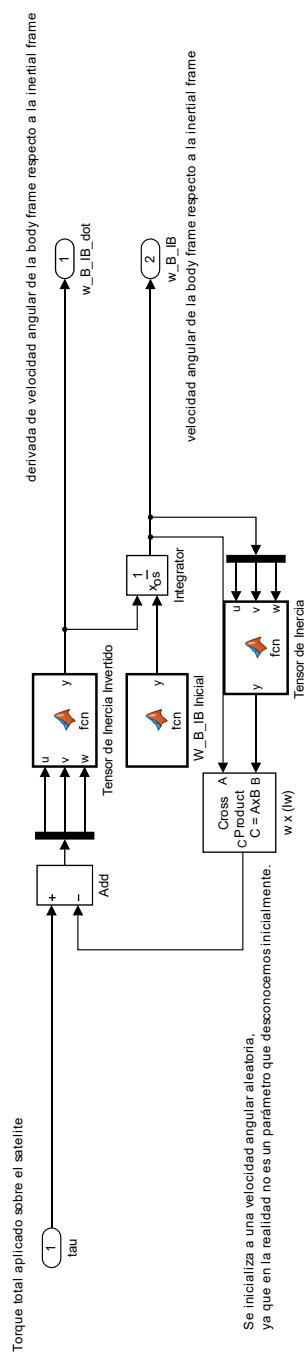 Torque total aplicado sobre el satelite
1
tau
+
−
Add
u
v
w
fcn
y
Tensor de Inercia Invertido
derivada de velocidad angular de la body frame respecto a la inertial frame
1
w_B_IB_dot
fcn
y
W_B_IB Inicial
1
s
xo
Integrator
2
w_B_IB
velocidad angular de la body frame respecto a la inertial frame
Cross
Product
C = AxB
A
B
C
w x (Iw)
u
v
w
fcn
y
Tensor de Inercia
Se inicializa a una velocidad angular aleatoria,
ya que en la realidad no es un parámetro que desconocemos inicialmente.